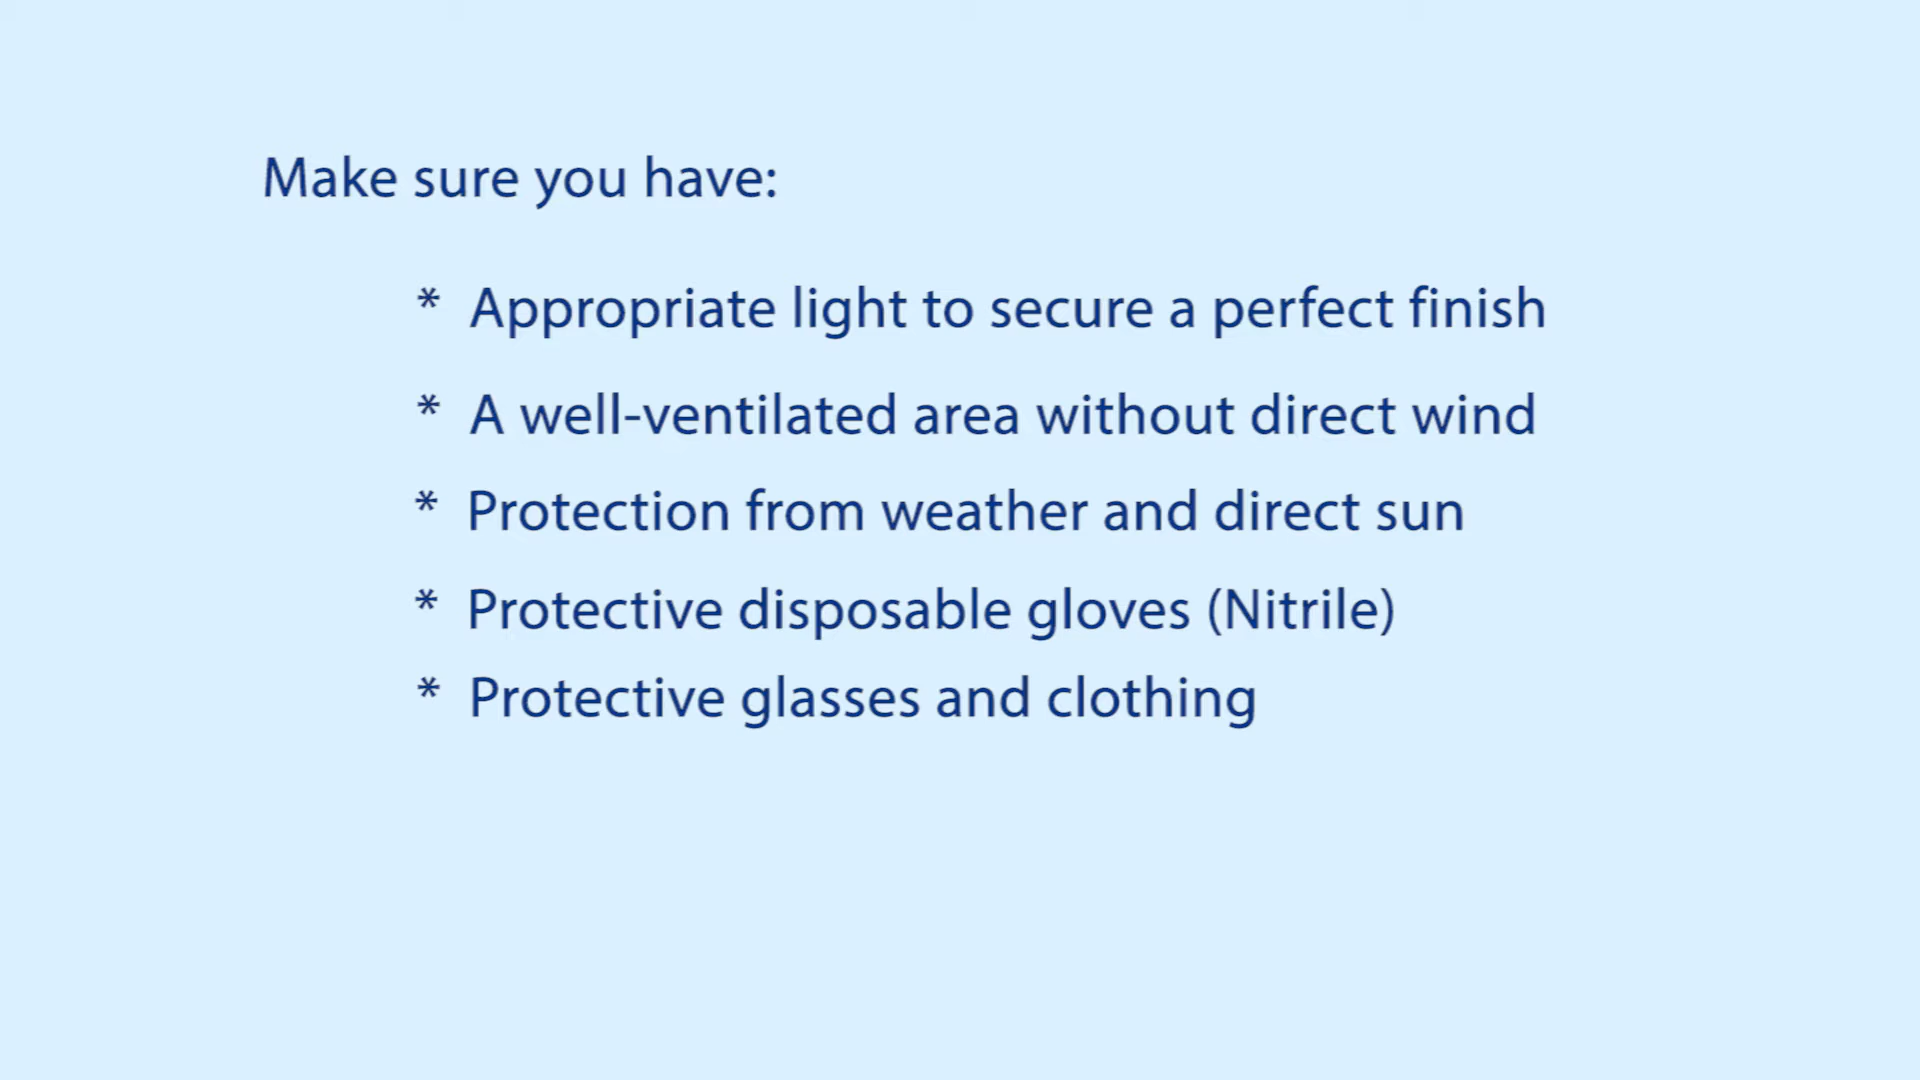 Make sure you have:
* Appropriate light to secure a perfect finish
* A well-ventilated area without direct wind
* Protection from weather and direct sun
* Protective disposable gloves (Nitrile)
* Protective glasses and clothing